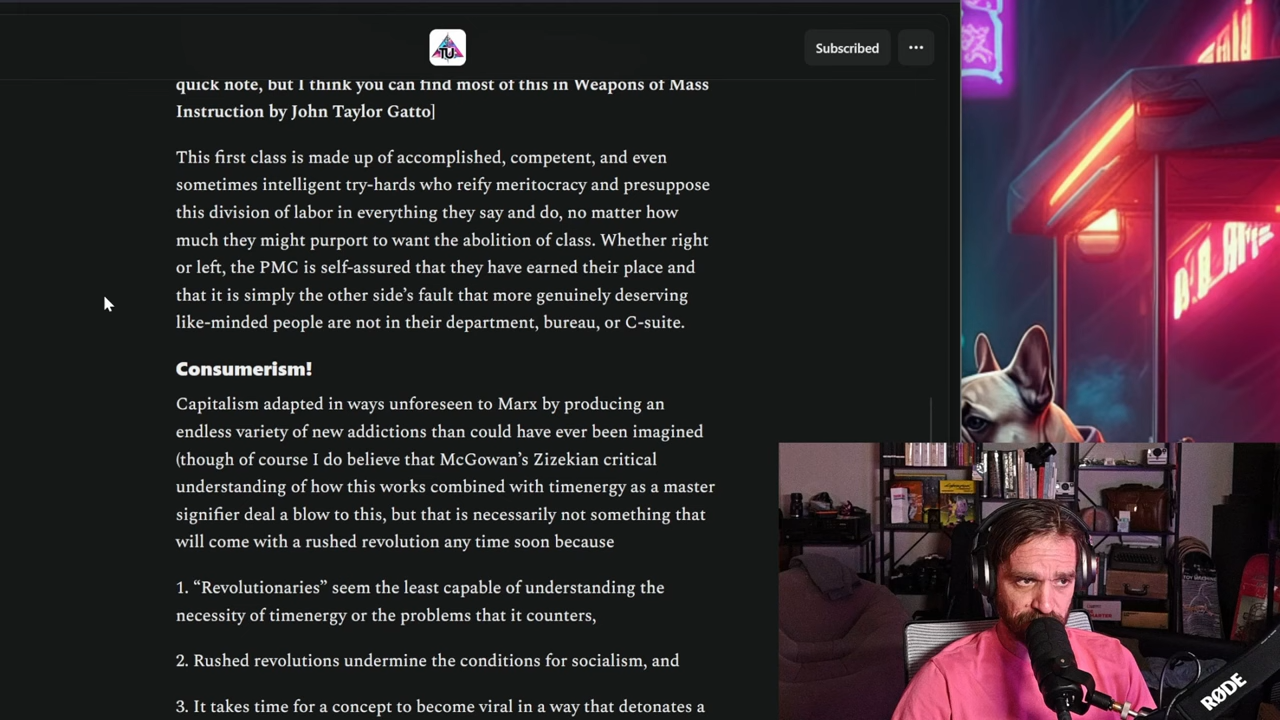 TU
Subscribed
quick note, but I think you can find most of this in Weapons of Mass
Instruction by John Taylor Gatto]
This first class is made up of accomplished, competent, and even
sometimes intelligent try-hards who reify meritocracy and presuppose
this division of labor in everything they say and do, no matter how
much they might purport to want the abolition of class. Whether right
or left, the PMC is self-assured that they have earned their place and
that it is simply the other side’s fault that more genuinely deserving
like-minded people are not in their department, bureau, or C-suite.
Consumerism!
Capitalism adapted in ways unforeseen to Marx by producing an
endless variety of new addictions than could have ever been imagined
(though of course I do believe that McGowan’s Zizekian critical
understanding of how this works combined with timenergy as a master
signifier deal a blow to this, but that is necessarily not something that
will come with a rushed revolution any time soon because
1. “Revolutionaries” seem the least capable of understanding the
necessity of timenergy or the problems that it counters,
2. Rushed revolutions undermine the conditions for socialism, and
3. It takes time for a concept to become viral in a way that detonates a
RØDE